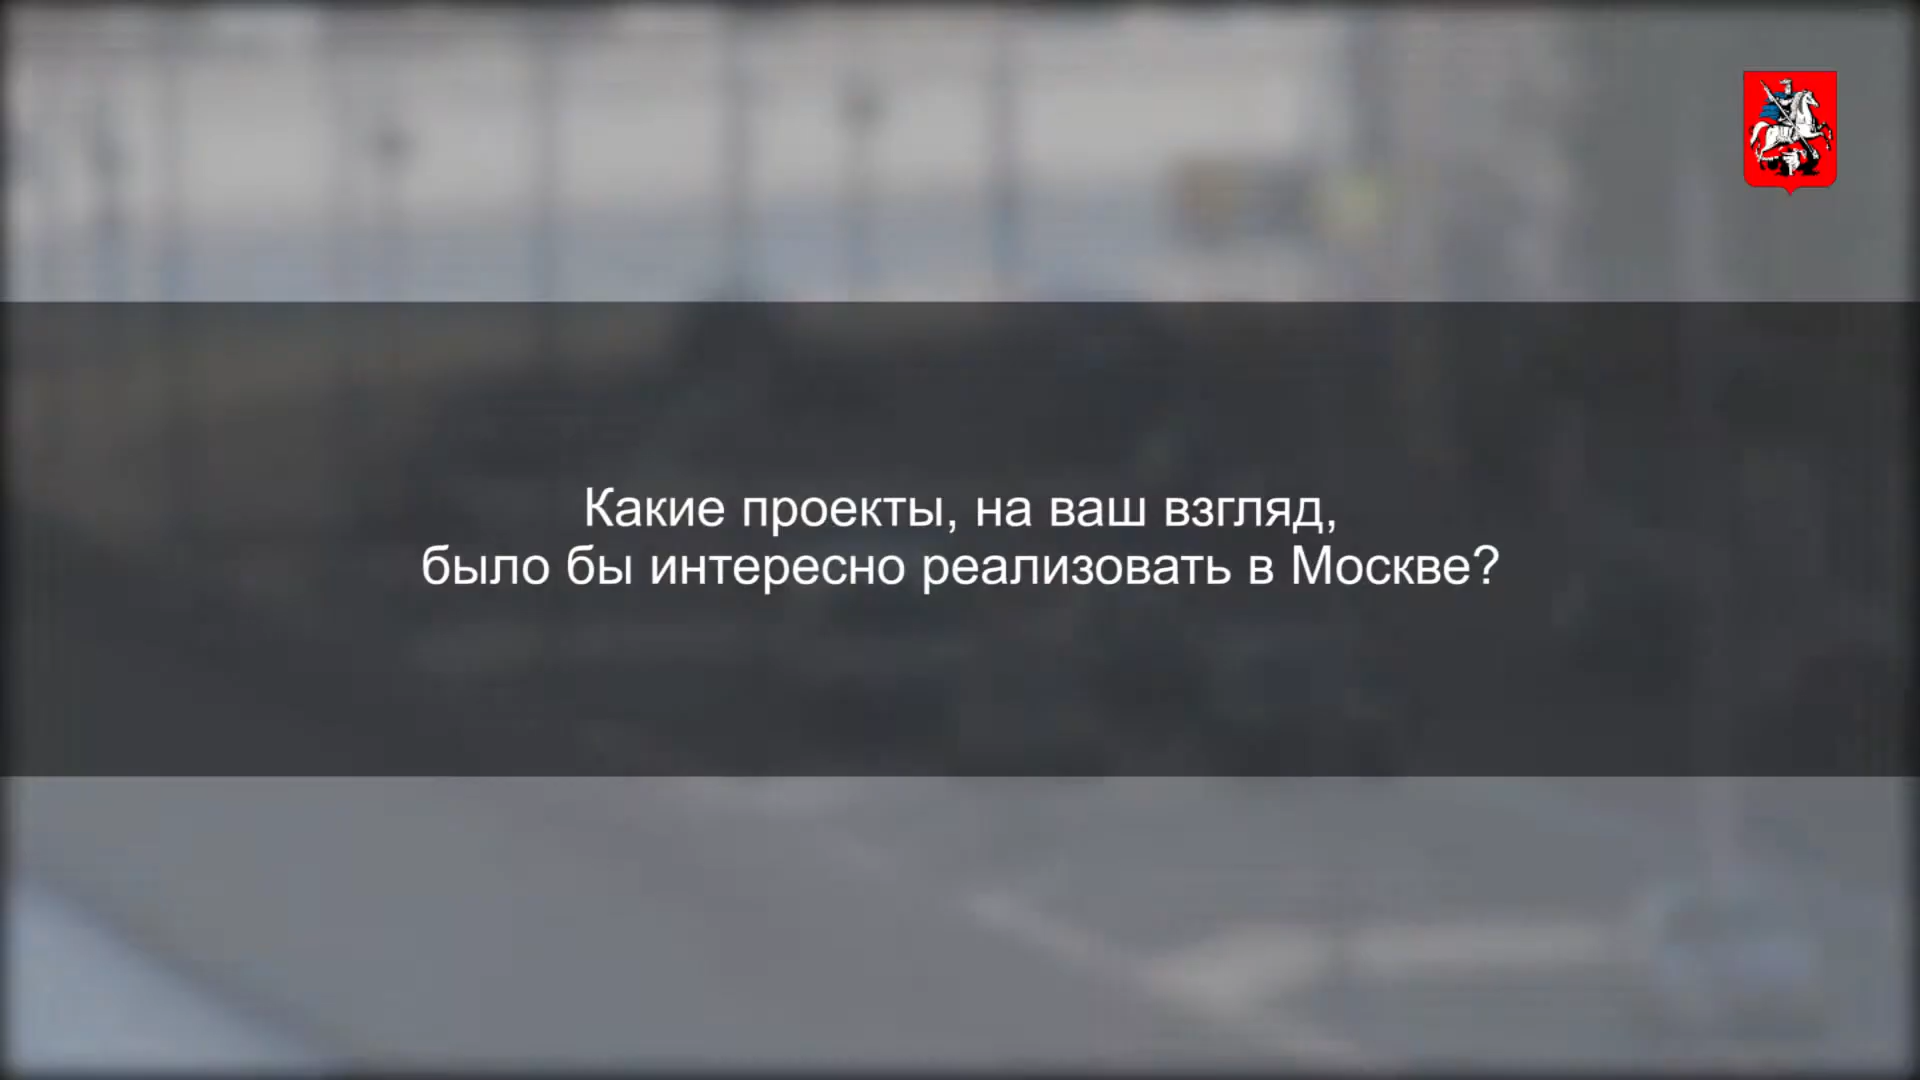 Какие проекты, на ваш взгляд,
было бы интересно реализовать в Москве?